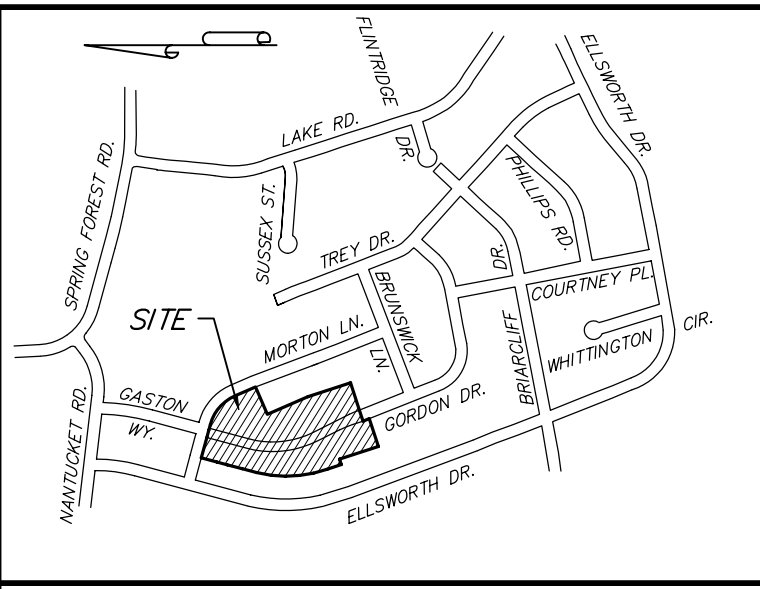 FLINTRIDGE
DR.
ELLSWORTH DR.
LAKE RD.
SPRING FOREST RD.
SUSSEX ST.
PHILLIPS RD.
TREY DR.
DR.
BRIARCLIFF
COURTNEY PL.
BRUNSWICK
LN.
SITE
MORTON LN.
WHITTINGTON
CIR.
GASTON
WY.
NANTUCKET RD.
GORDON DR.
ELLSWORTH DR.